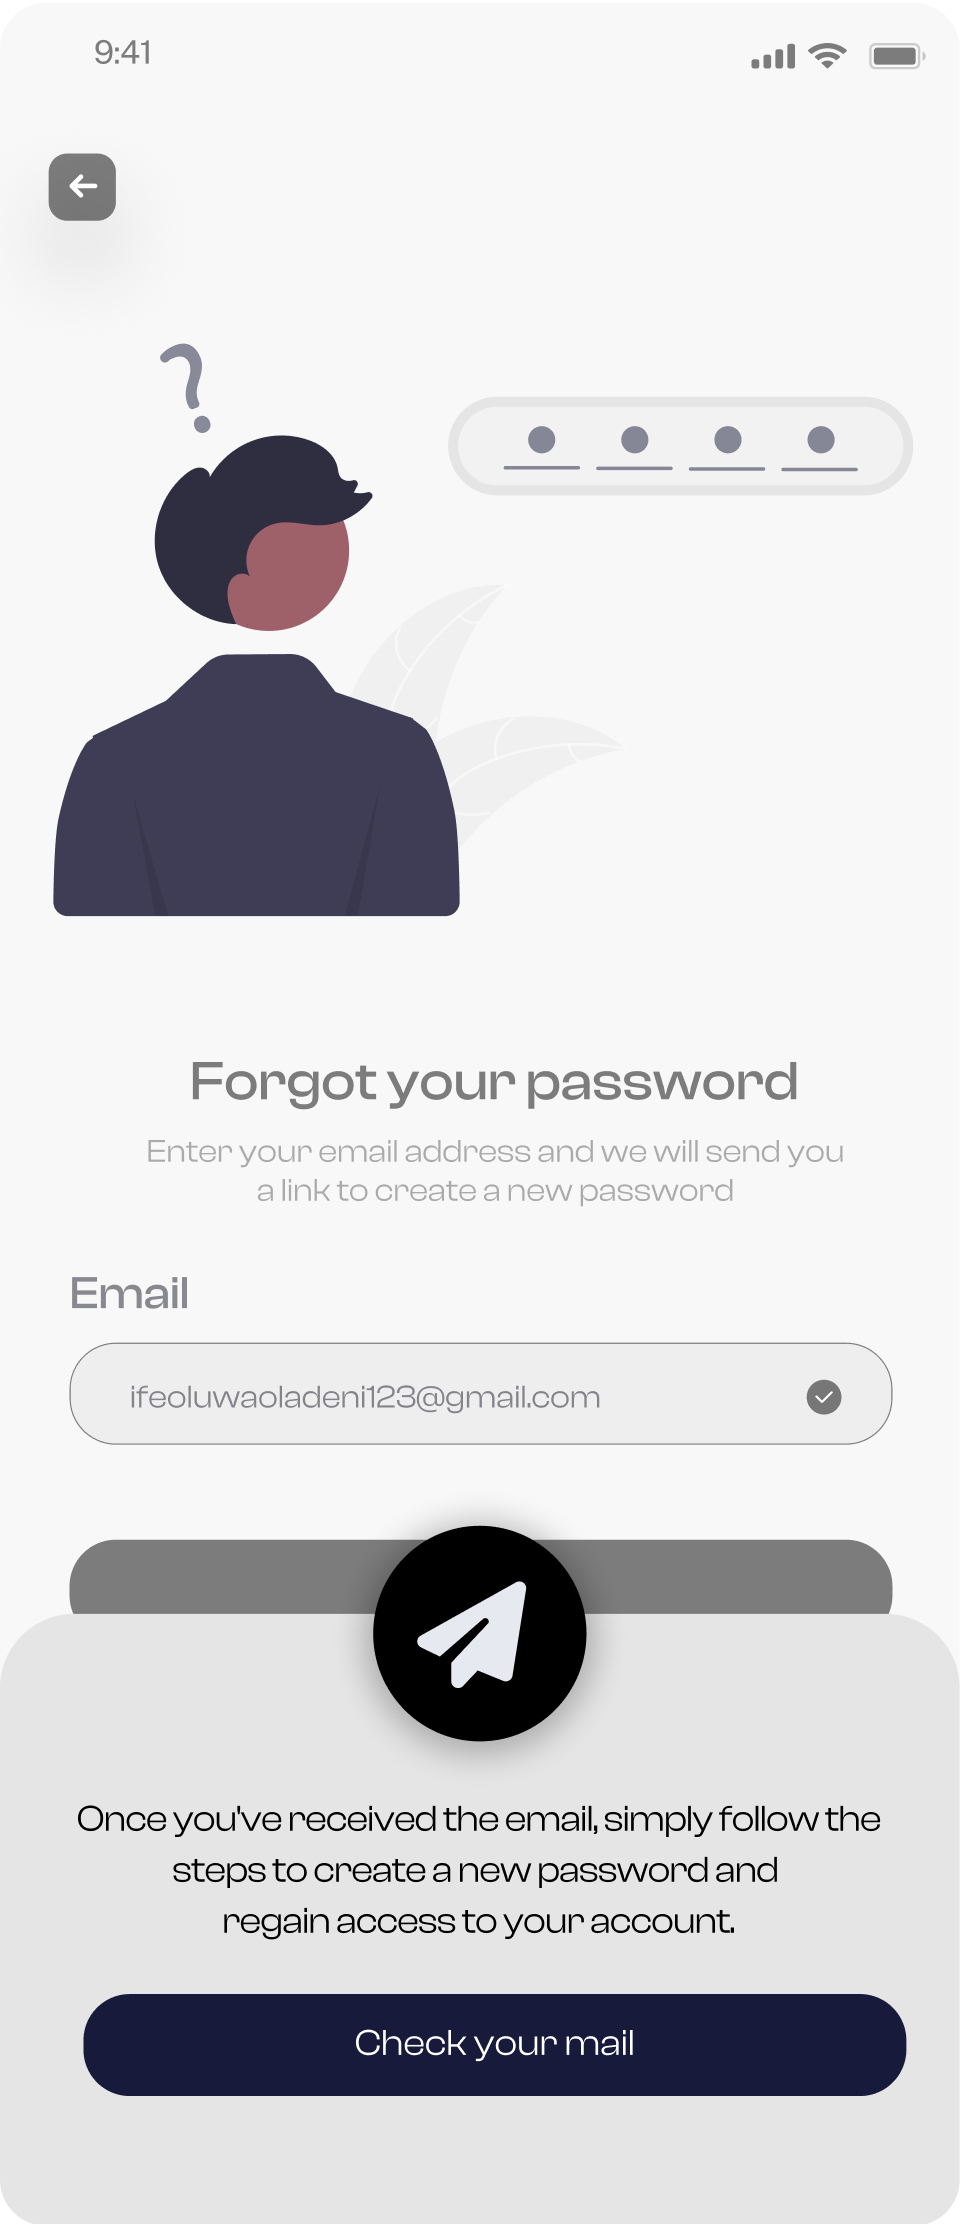 9:41
?
Forgot your password
Enter your email address and we will send you
a link to create a new password
Email
ifeoluwaoladeni123@gmail.com
Once you've received the email, simply follow the
steps to create a new password and
regain access to your account.
Check your mail